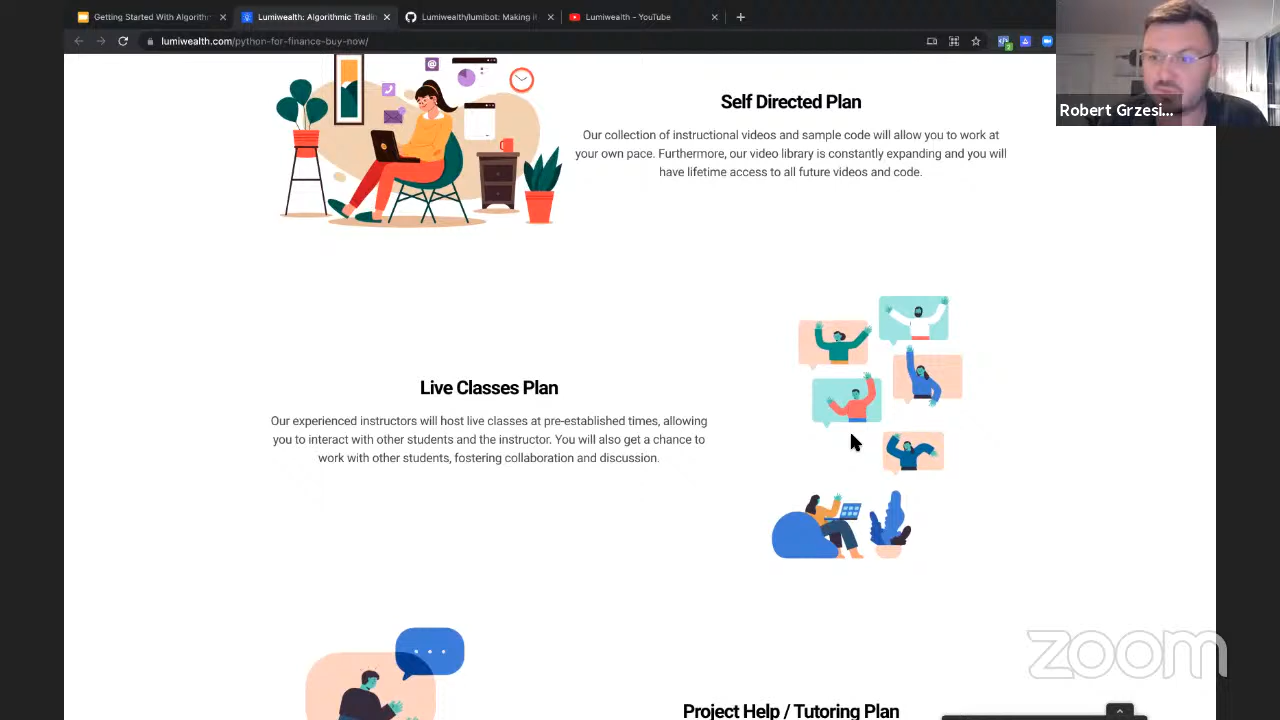 Getting Started With Algorithm
Lumiwealth: Algorithmic Tradin
Lumiwealth/lumibot: Making it
Lumiwealth - YouTube
lumiwealth.com/python-for-finance-buy-now/
Robert Grzesi...
Self Directed Plan
Our collection of instructional videos and sample code will allow you to work at
your own pace. Furthermore, our video library is constantly expanding and you will
have lifetime access to all future videos and code.
Live Classes Plan
Our experienced instructors will host live classes at pre-established times, allowing
you to interact with other students and the instructor. You will also get a chance to
work with other students, fostering collaboration and discussion.
zoom
Project Help / Tutoring Plan